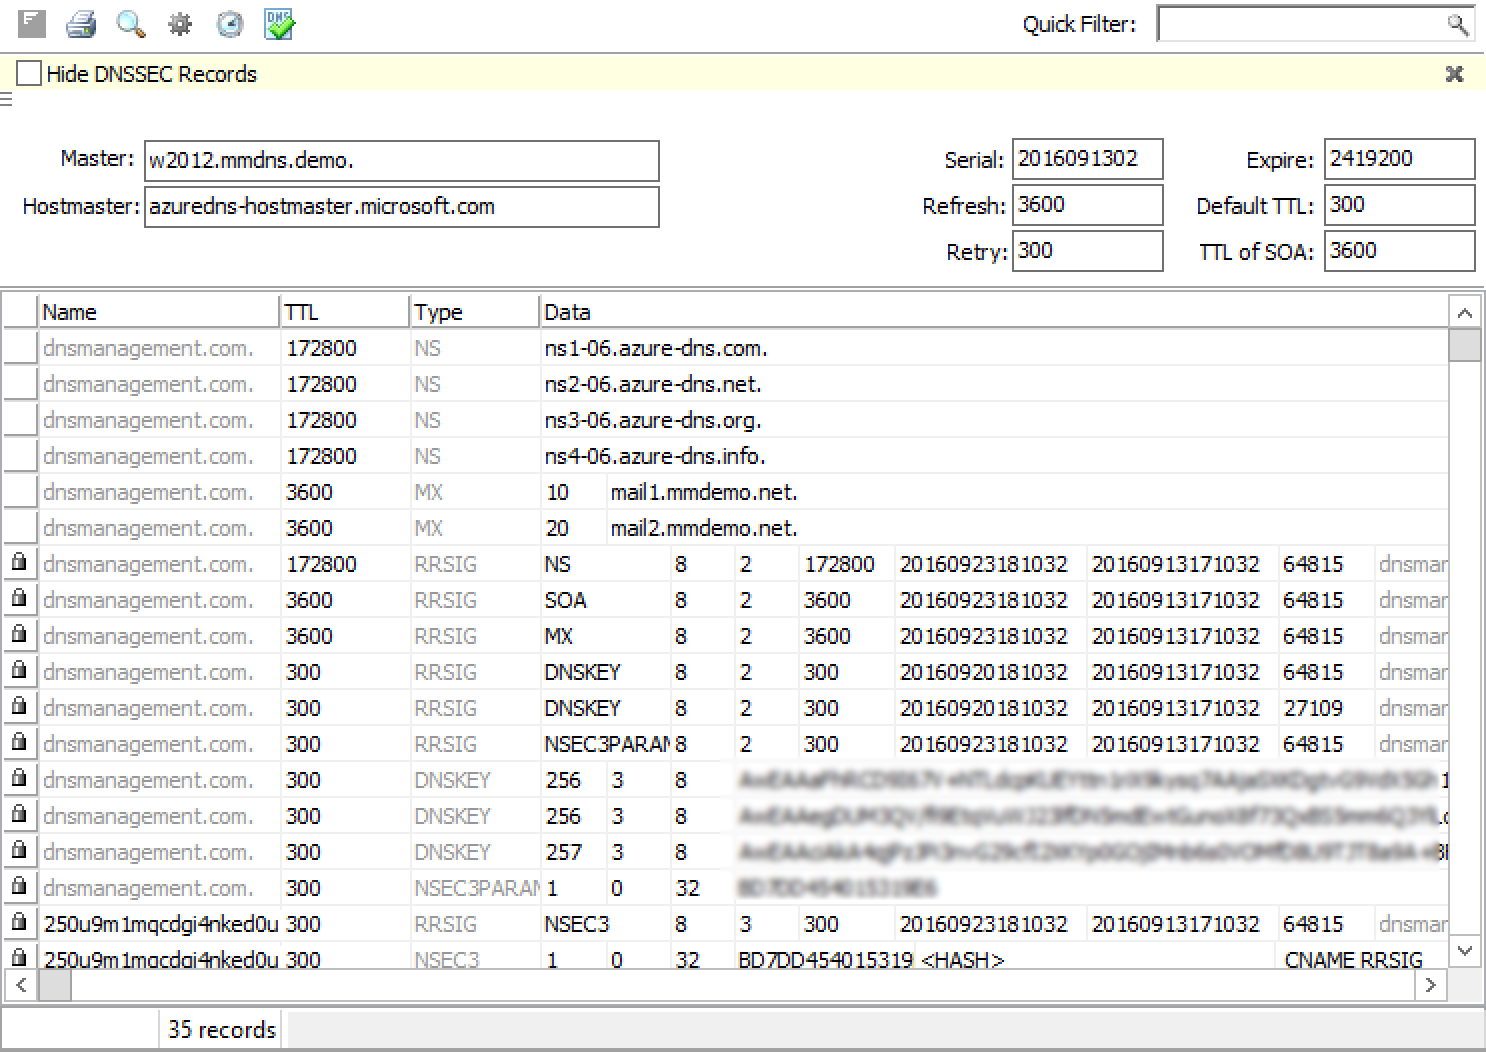 Quick Filter:
Hide DNSSEC Records
Master: w2012.mmdns.demo. Serial: 2016091302 Expire: 2419200
Hostmaster: azuredns-hostmaster.microsoft.com Refresh: 3600 Default TTL: 300
Retry: 300 TTL of SOA: 3600
Name TTL Type Data
dnsmanagement.com. 172800 NS ns1-06.azure-dns.com.
dnsmanagement.com. 172800 NS ns2-06.azure-dns.net.
dnsmanagement.com. 172800 NS ns3-06.azure-dns.org.
dnsmanagement.com. 172800 NS ns4-06.azure-dns.info.
dnsmanagement.com. 3600 MX 10 mail1.mmdemo.net.
dnsmanagement.com. 3600 MX 20 mail2.mmdemo.net.
dnsmanagement.com. 172800 RRSIG NS 8 2 172800 20160923181032 20160913171032 64815 dnsmar
dnsmanagement.com. 3600 RRSIG SOA 8 2 3600 20160923181032 20160913171032 64815 dnsmar
dnsmanagement.com. 3600 RRSIG MX 8 2 3600 20160923181032 20160913171032 64815 dnsmar
dnsmanagement.com. 300 RRSIG DNSKEY 8 2 300 20160920181032 20160913171032 64815 dnsmar
dnsmanagement.com. 300 RRSIG DNSKEY 8 2 300 20160920181032 20160913171032 27109 dnsmar
dnsmanagement.com. 300 RRSIG NSEC3PARAM 8 2 300 20160923181032 20160913171032 64815 dnsmar
dnsmanagement.com. 300 DNSKEY 256 3 8
dnsmanagement.com. 300 DNSKEY 256 3 8
dnsmanagement.com. 300 DNSKEY 257 3 8
dnsmanagement.com. 300 NSEC3PARAM 1 0 32
250u9m1mqcdgi4nked0u 300 RRSIG NSEC3 8 3 300 20160923181032 20160913171032 64815 dnsmar
250u9m1mqcdgi4nked0u 300 NSEC3 1 0 32 BD7DD454015319 <HASH> CNAME RRSIG
35 records